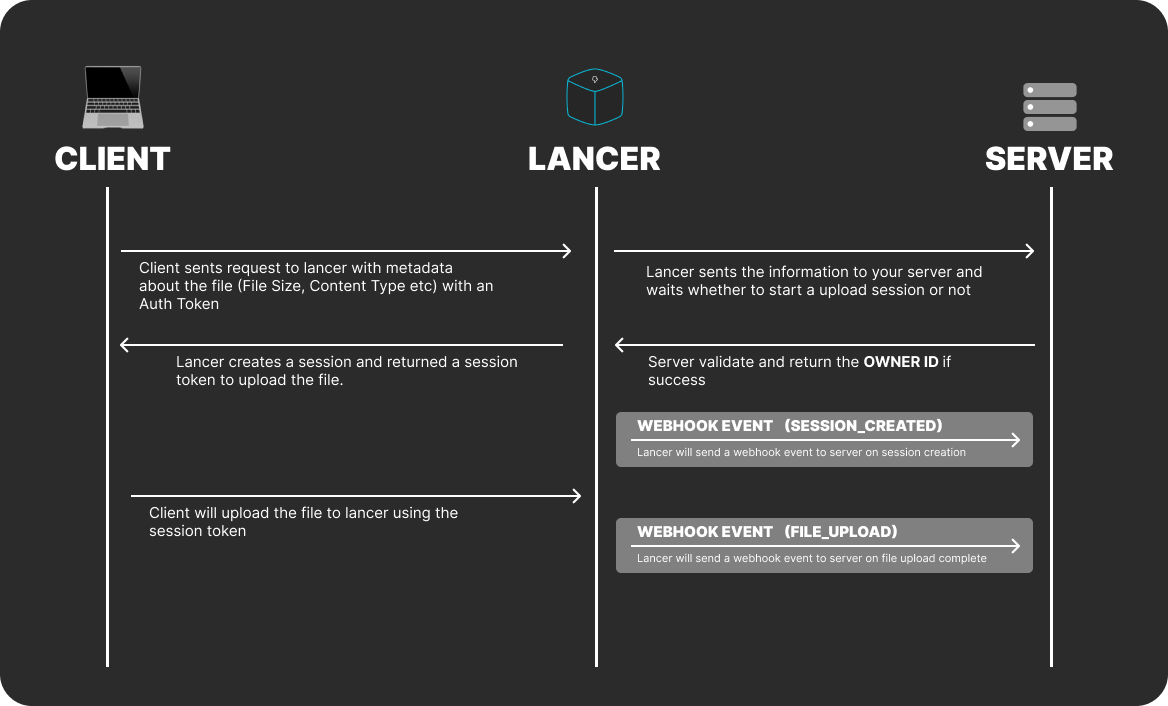 CLIENT
LANCER
SERVER
Client sents request to lancer with metadata
about the file (File Size, Content Type etc) with an
Auth Token
Lancer sents the information to your server and
waits whether to start a upload session or not
Lancer creates a session and returned a session
token to upload the file.
Server validate and return the OWNER ID if
success
WEBHOOK EVENT (SESSION_CREATED)
Lancer will send a webhook event to server on session creation
Client will upload the file to lancer using the
session token
WEBHOOK EVENT (FILE_UPLOAD)
Lancer will send a webhook event to server on file upload complete